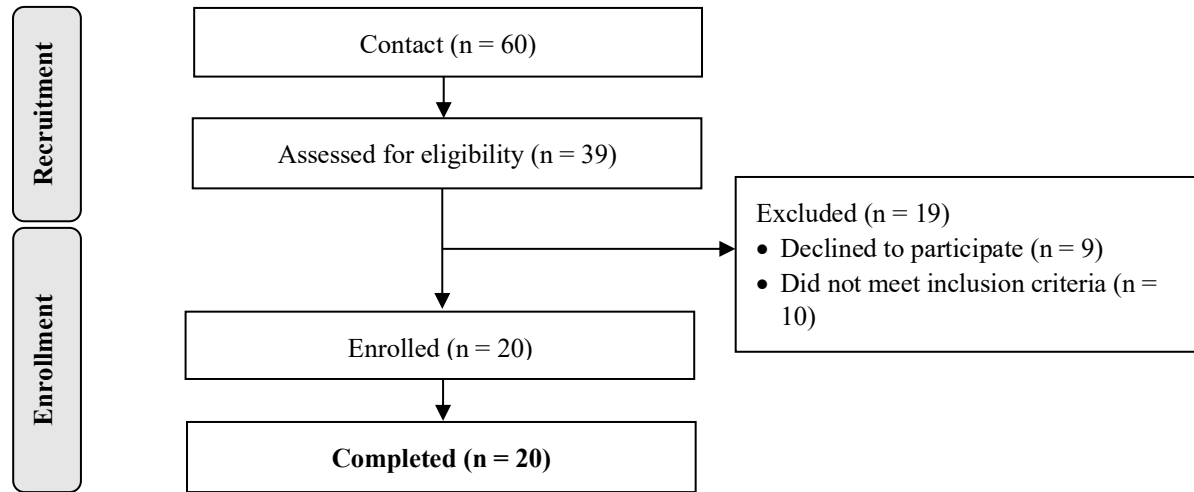 Recruitment
Contact (n = 60)
Assessed for eligibility (n = 39)
Excluded (n = 19)
• Declined to participate (n = 9)
• Did not meet inclusion criteria (n =
10)
Enrollment
Enrolled (n = 20)
Completed (n = 20)